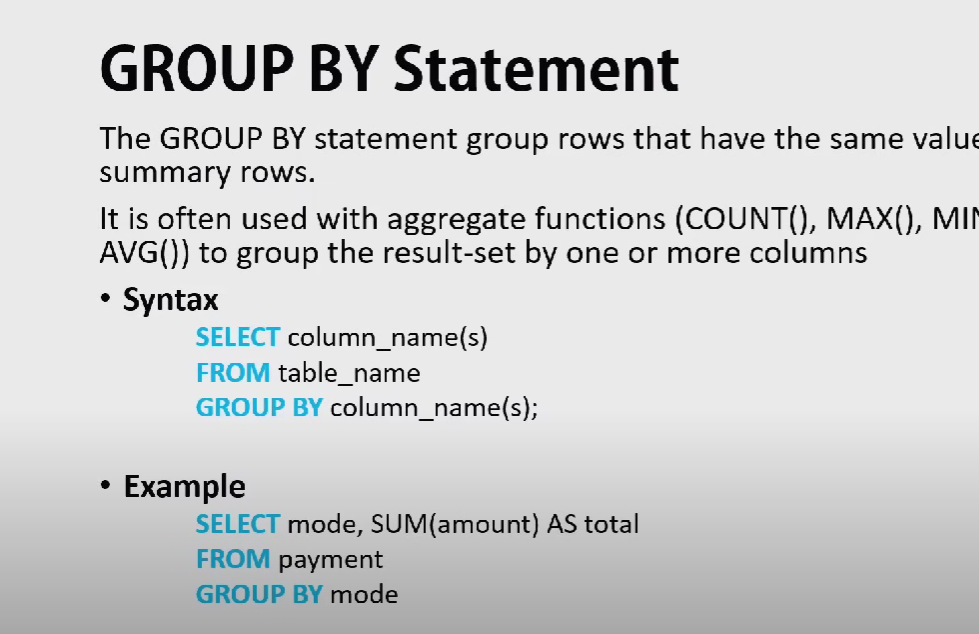 GROUP BY Statement
The GROUP BY statement group rows that have the same value
summary rows.
It is often used with aggregate functions (COUNT(), MAX(), MIN
AVG()) to group the result-set by one or more columns
• Syntax
SELECT column_name(s)
FROM table_name
GROUP BY column_name(s);
• Example
SELECT mode, SUM(amount) AS total
FROM payment
GROUP BY mode